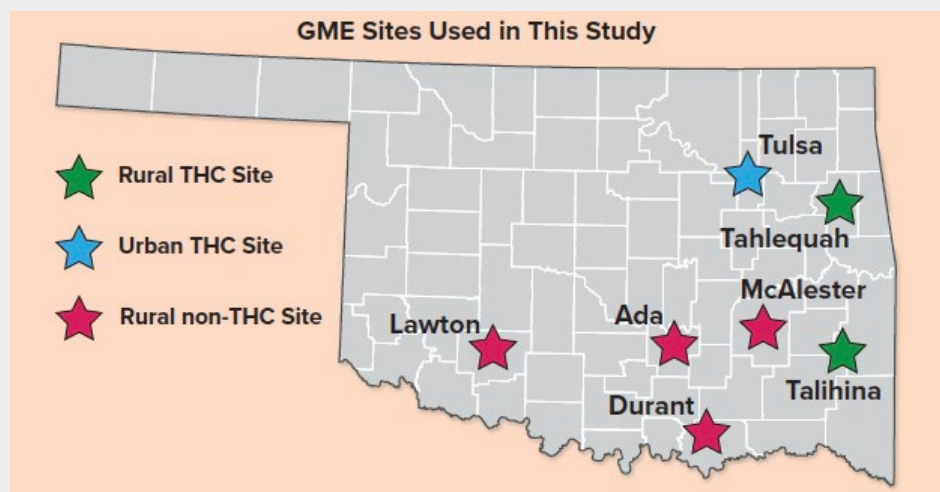 GME Sites Used in This Study
Rural THC Site
Urban THC Site
Rural non-THC Site
Tulsa
Tahlequah
McAlester
Ada
Lawton
Talihina
Durant